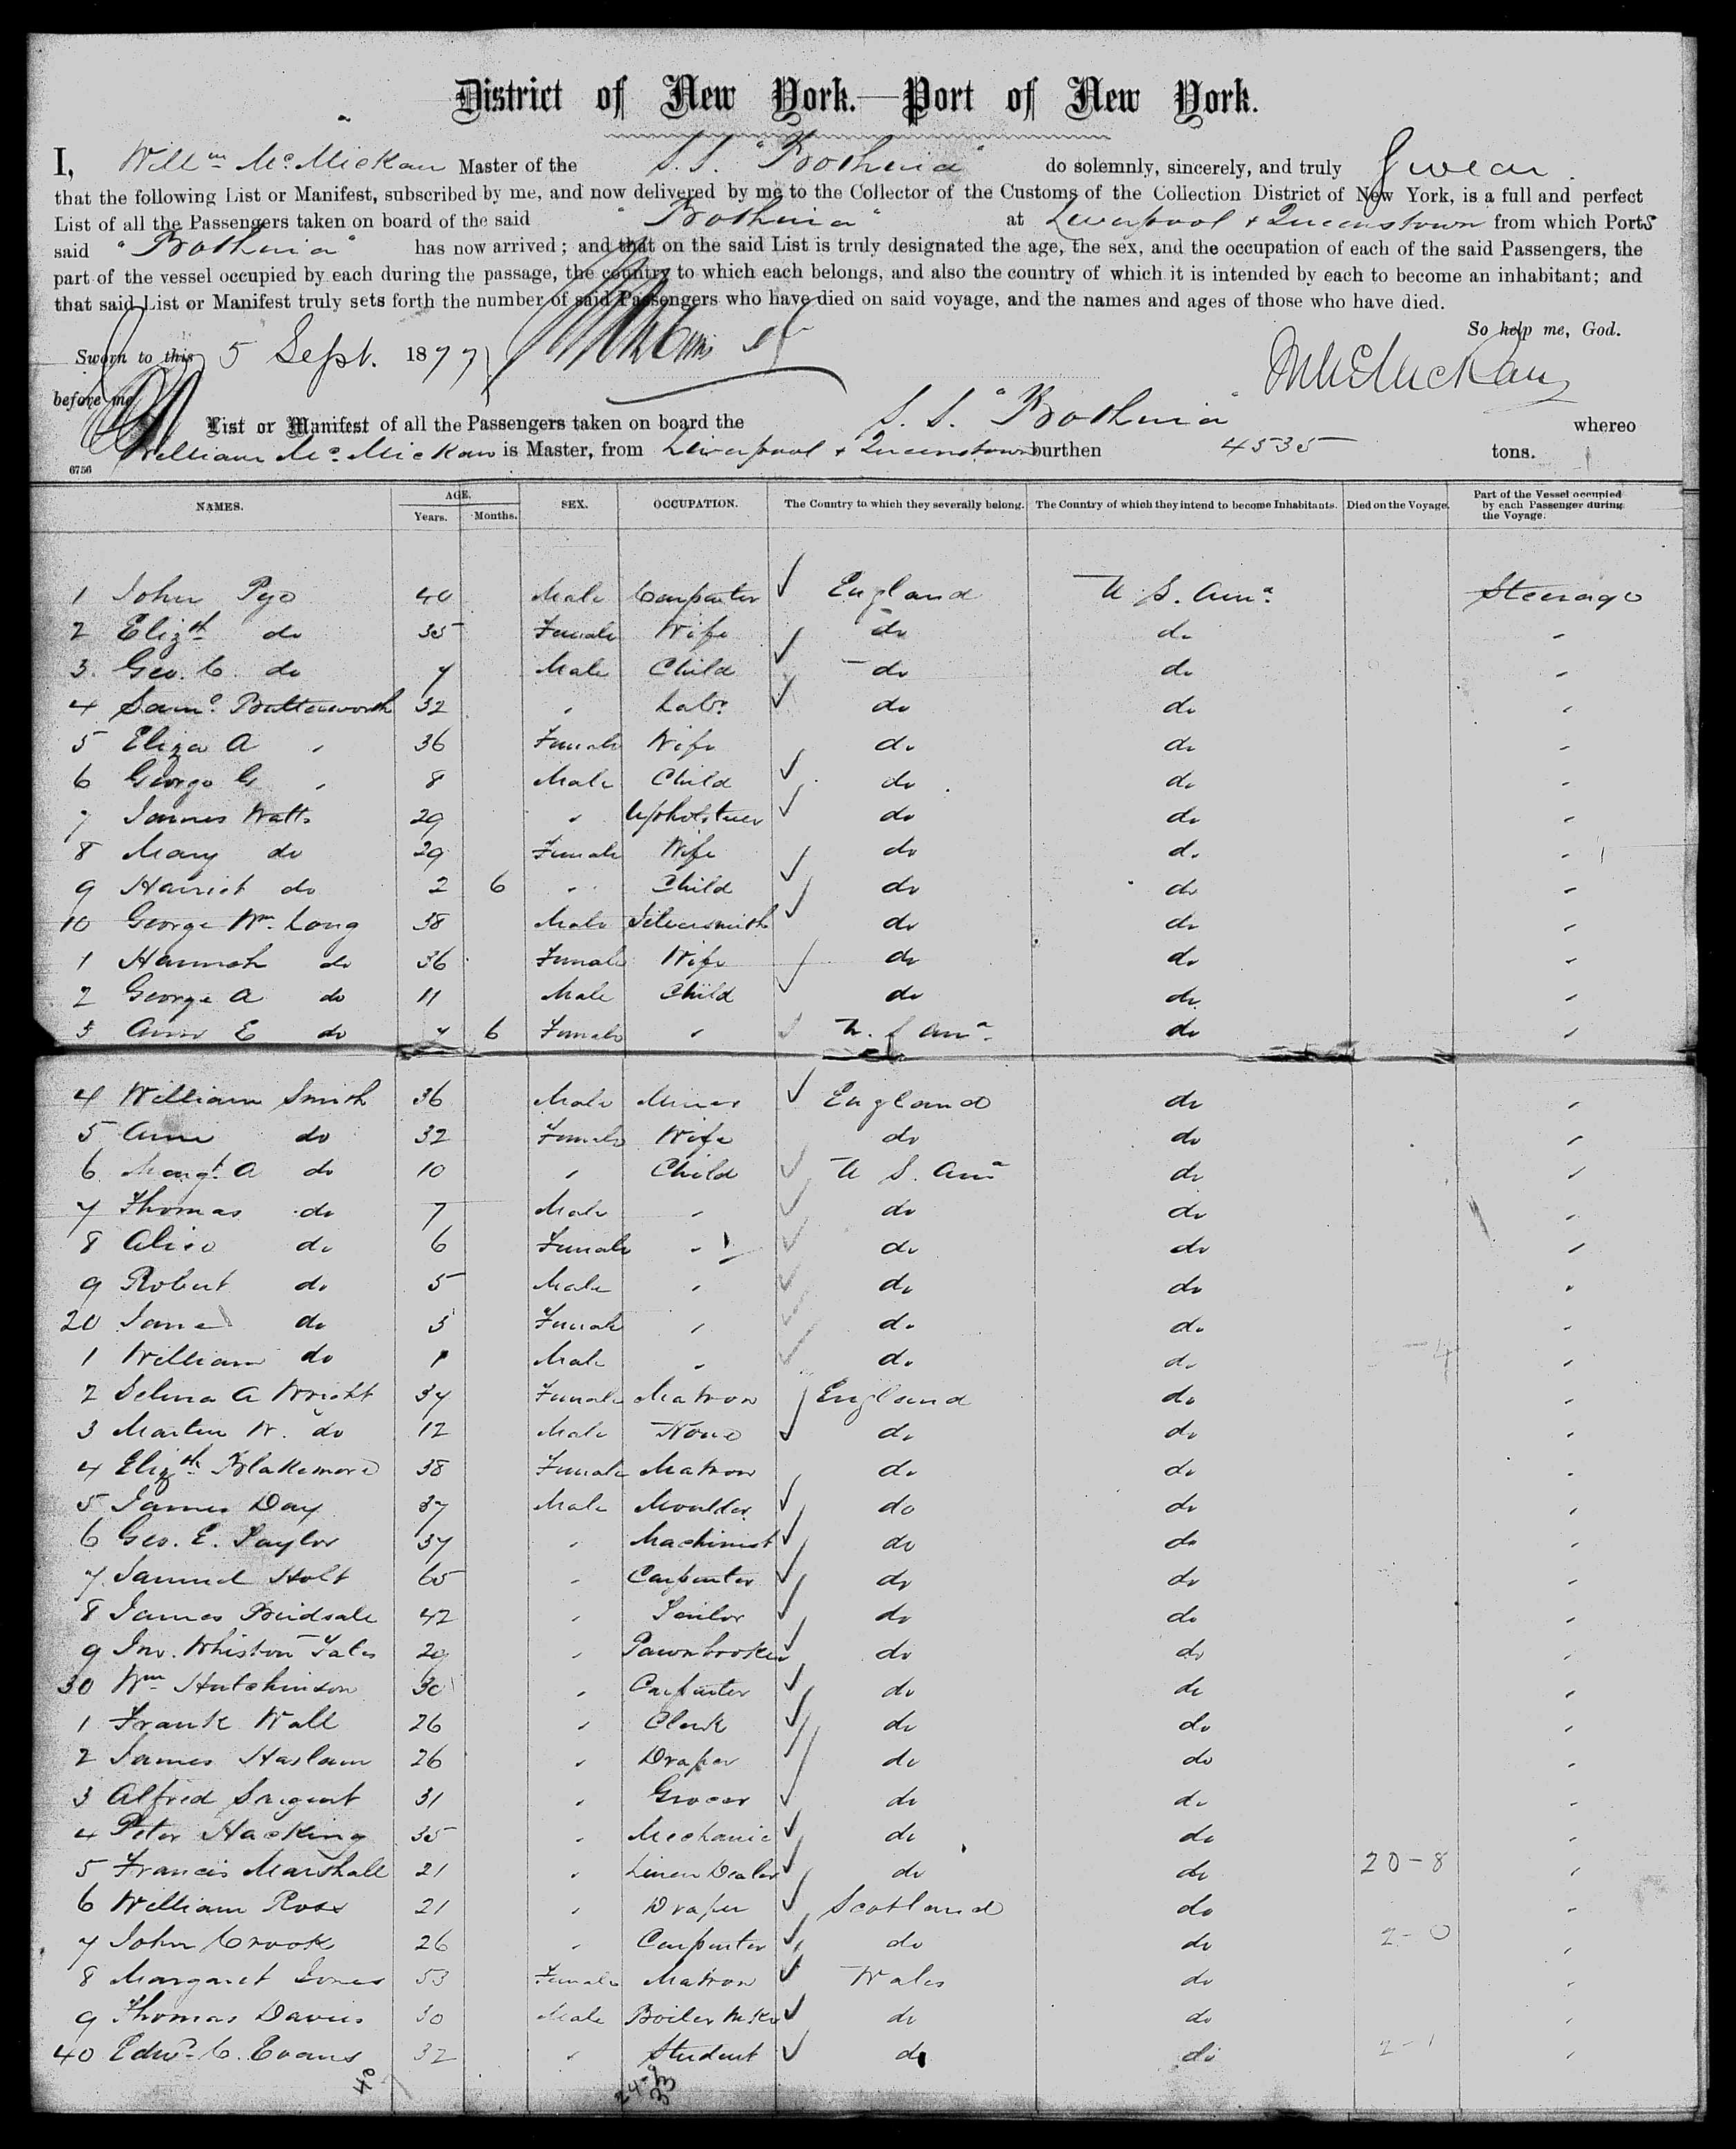 District of New York.—Port of New York.
I, Willm McMickan Master of the S.S. "Bothnia" do solemnly, sincerely, and truly Swear
that the following List or Manifest, subscribed by me, and now delivered by me to the Collector of the Customs of the Collection District of New York, is a full and perfect
List of all the Passengers taken on board of the said "Bothnia" at Liverpool + Queenstown from which Ports
said "Bothnia" has now arrived; and that on the said List is truly designated the age, the sex, and the occupation of each of the said Passengers, the
part of the vessel occupied by each during the passage, the country to which each belongs, and also the country of which it is intended by each to become an inhabitant; and
that said List or Manifest truly sets forth the number of said Passengers who have died on said voyage, and the names and ages of those who have died.
So help me, God.
Sworn to this 5 Sept. 1877
before me
List or Manifest of all the Passengers taken on board the S. S. "Bothnia" whereo
William McMickan is Master, from Liverpool + Queenstown burthen 4535 tons.
6756
NAMES. AGE. Years. Months. SEX. OCCUPATION. The Country to which they severally belong. The Country of which they intend to become Inhabitants. Died on the Voyage. Part of the Vessel occupied by each Passenger during the Voyage.
1 John Pye 40 Male Carpenter England U.S. Ama. Steerage
2 Elizth do 35 Female Wife do do "
3 Geo. C. do 7 Male Child do do "
4 Saml. Butterworth 32 " Labr. do do "
5 Eliza A " 36 Female Wife do do "
6 George G " 8 Male Child do do "
7 James Watts 29 " Upholsterer do do "
8 Mary do 29 Female Wife do do "
9 Harriet do 2 6 " Child do do "
10 George Wm. Long 38 Male Silversmith do do "
1 Hannah do 36 Female Wife do do "
2 George A do 11 Male Child do do "
3 Ann E do 4 6 Female " U.S. Ama. do "
4 William Smith 36 Male Miner England do "
5 Ann do 32 Female Wife do do "
6 Margt. A do 10 " Child U S. Ama do "
7 Thomas do 7 Male " do do "
8 Alice do 6 Female " do do "
9 Robert do 5 Male " do do "
20 Jane do 3 Female " do do "
1 William do 1 Male " do do "
2 Selina A Wright 34 Female Matron England do "
3 Martin W. do 12 Male None do do "
4 Elizth Blakemore 38 Female Matron do do "
5 James Day 37 Male Moulder do do "
6 Geo. E. Taylor 37 " Machinist do do "
7 Samuel Holt 65 " Carpenter do do "
8 James Birdsale 42 " Tailor do do "
9 Jno. Whiston Yates 29 " Pawnbroker do do "
30 Wm Hutchinson 30 " Carpenter do do "
1 Frank Wall 26 " Clerk do do "
2 James Haslam 26 " Draper do do "
3 Alfred Sargent 31 " Grocer do do "
4 Peter Hacking 35 " Mechanic do do "
5 Francis Marshall 21 " Linen Dealer do do 20-8 "
6 William Ross 21 " Draper Scotland do "
7 John Crook 26 " Carpenter do do 2-0 "
8 Margaret Jones 53 Female Matron Wales do "
9 Thomas Davies 30 Male Boiler Mker do do "
40 Edwd. C. Evans 32 " Student do do 2-1 "
40